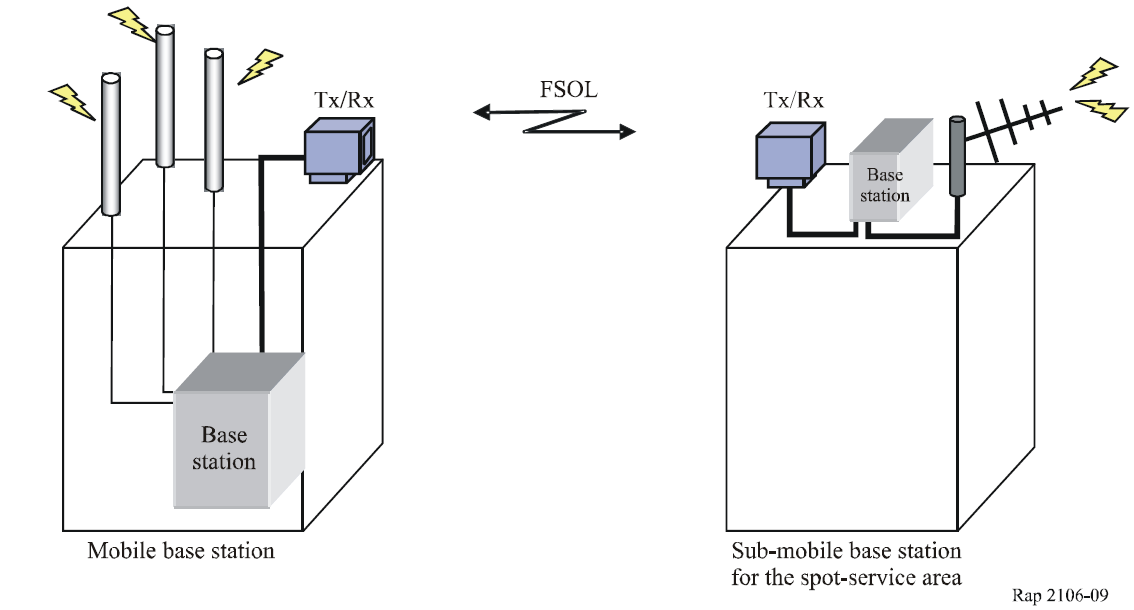 Tx/Rx
FSOL
Tx/Rx
Base
station
Base
station
Mobile base station
Sub-mobile base station
for the spot-service area
Rap 2106-09